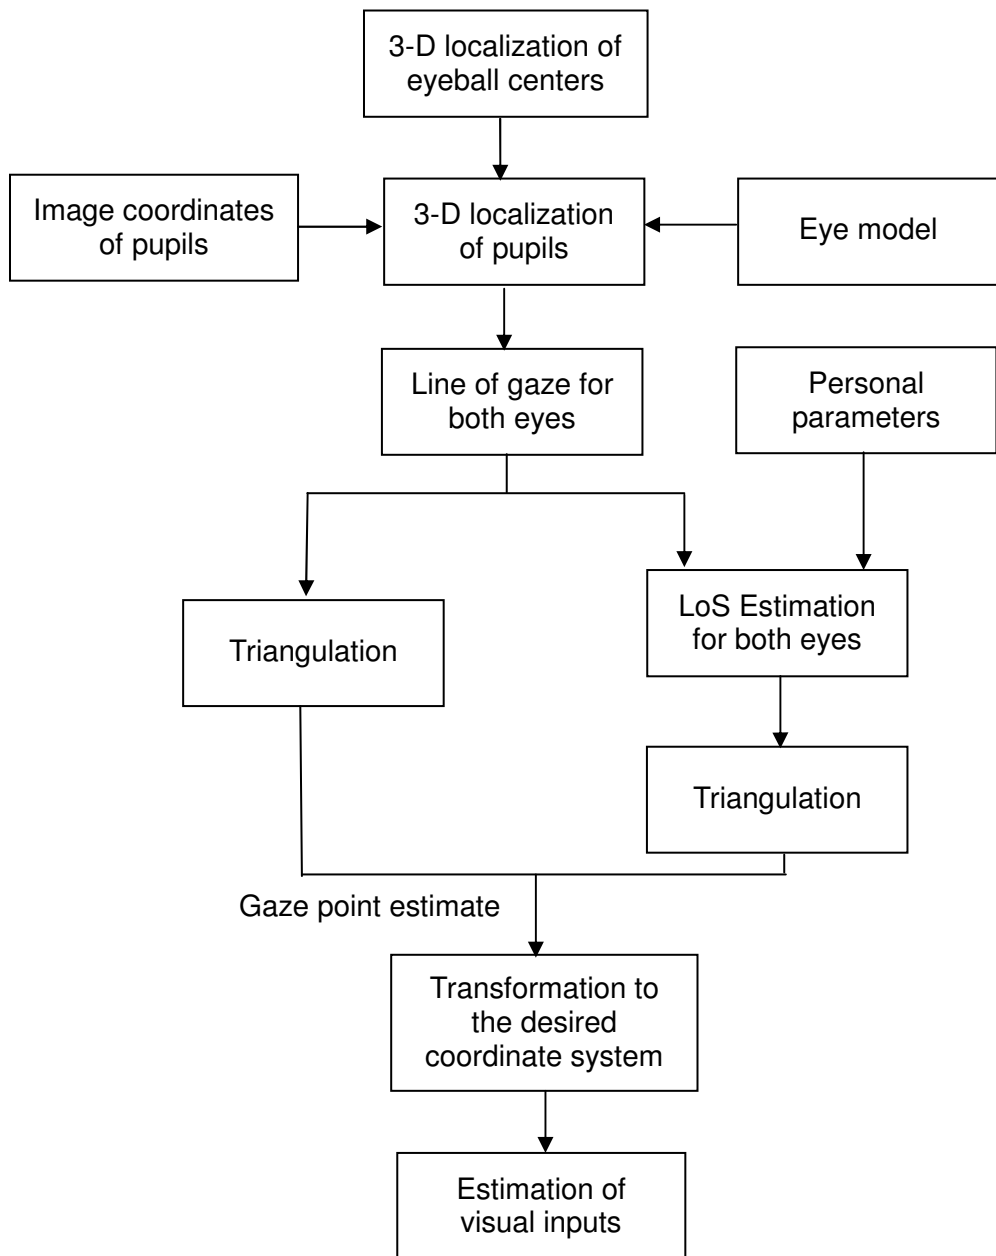 3-D localization of
eyeball centers
Image coordinates
of pupils
3-D localization
of pupils
Eye model
Line of gaze for
both eyes
Personal
parameters
Triangulation
LoS Estimation
for both eyes
Triangulation
Gaze point estimate
Transformation to
the desired
coordinate system
Estimation of
visual inputs